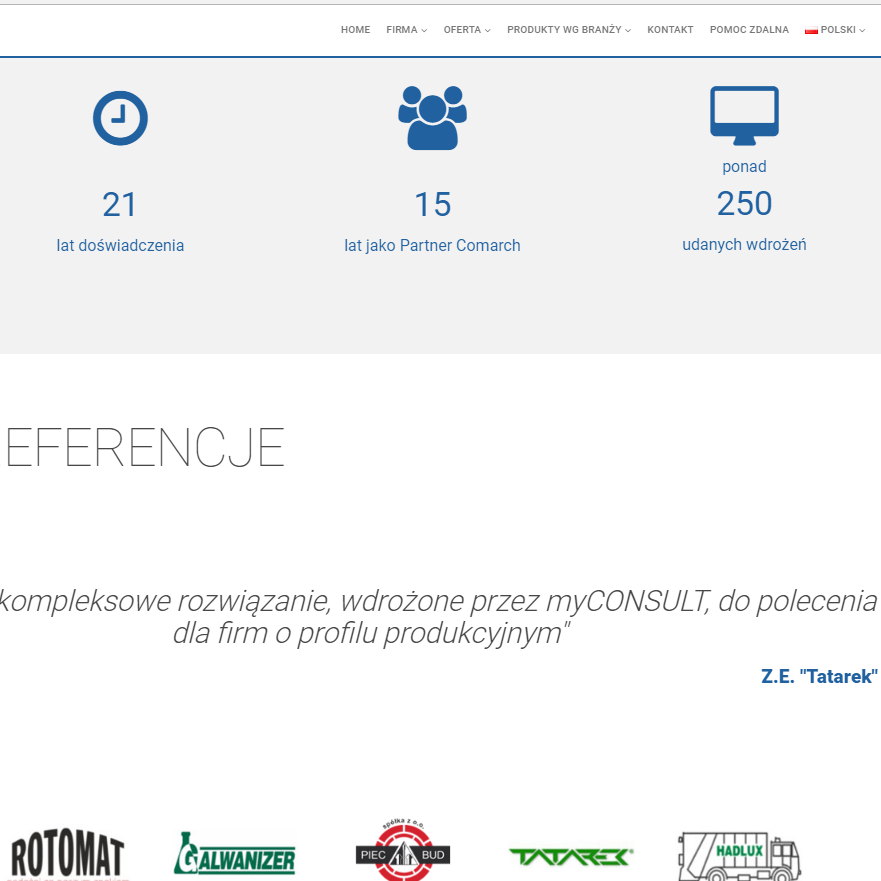 HOME FIRMA OFERTA PRODUKTY WG BRANŻY KONTAKT POMOC ZDALNA POLSKI
ponad
21 15 250
lat doświadczenia lat jako Partner Comarch udanych wdrożeń
EFERENCJE
kompleksowe rozwiązanie, wdrożone przez myCONSULT, do polecenia
dla firm o profilu produkcyjnym"
Z.E. "Tatarek"
spółka z o.o.
ROTOMAT GALWANIZER PIEC BUD TATAREK HADLUX